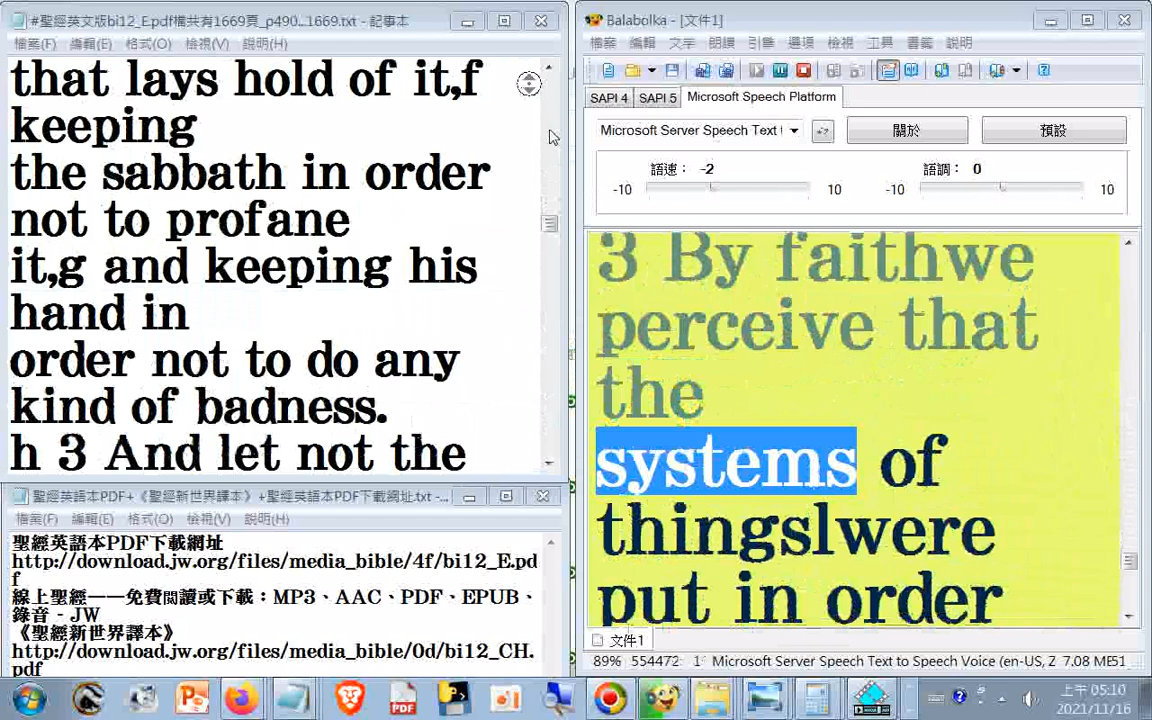 #聖經英文版bi12_E.pdf檔共有1669頁_p490...1669.txt - 記事本
檔案(F) 編輯(E) 格式(O) 檢視(V) 說明(H)
that lays hold of it,f
keeping
the sabbath in order
not to profane
it,g and keeping his
hand in
order not to do any
kind of badness.
h 3 And let not the
聖經英語本PDF+《聖經新世界譯本》+聖經英語本PDF下載網址.txt - ...
檔案(F) 編輯(E) 格式(O) 檢視(V) 說明(H)
聖經英語本PDF下載網址
http://download.jw.org/files/media_bible/4f/bi12_E.pd
f
線上聖經——免費閱讀或下載：MP3、AAC、PDF、EPUB、
錄音 - JW
《聖經新世界譯本》
http://download.jw.org/files/media_bible/0d/bi12_CH.
pdf
Balabolka - [文件1]
檔案 編輯 文字 朗讀 引擎 選項 檢視 工具 書籤 說明
SAPI 4 SAPI 5 Microsoft Speech Platform
Microsoft Server Speech Text 關於 預設
語速： -2 語調： 0
-10 10 -10 10
3 By faithwe
perceive that
the
systems of
thingslwere
put in order
文件1
89% 554472 1 Microsoft Server Speech Text to Speech Voice (en-US, Z 7.08 ME51
上午 05:10
2021/11/16